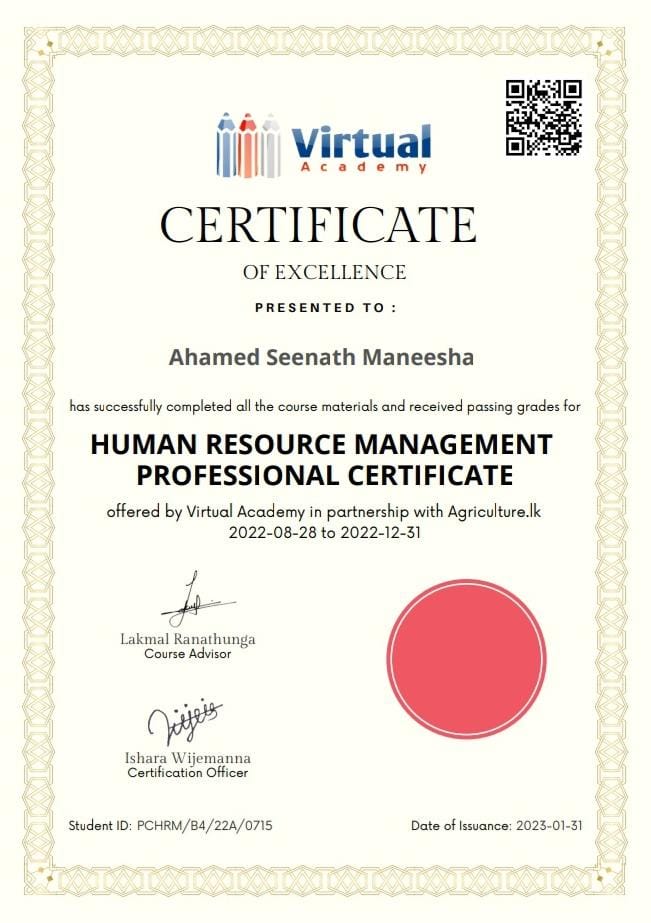 Virtual
Academy
CERTIFICATE
OF EXCELLENCE
PRESENTED TO :
Ahamed Seenath Maneesha
has successfully completed all the course materials and received passing grades for
HUMAN RESOURCE MANAGEMENT
PROFESSIONAL CERTIFICATE
offered by Virtual Academy in partnership with Agriculture.lk
2022-08-28 to 2022-12-31
Lakmal Ranathunga
Course Advisor
Ishara Wijemanna
Certification Officer
Student ID: PCHRM/B4/22A/0715
Date of Issuance: 2023-01-31